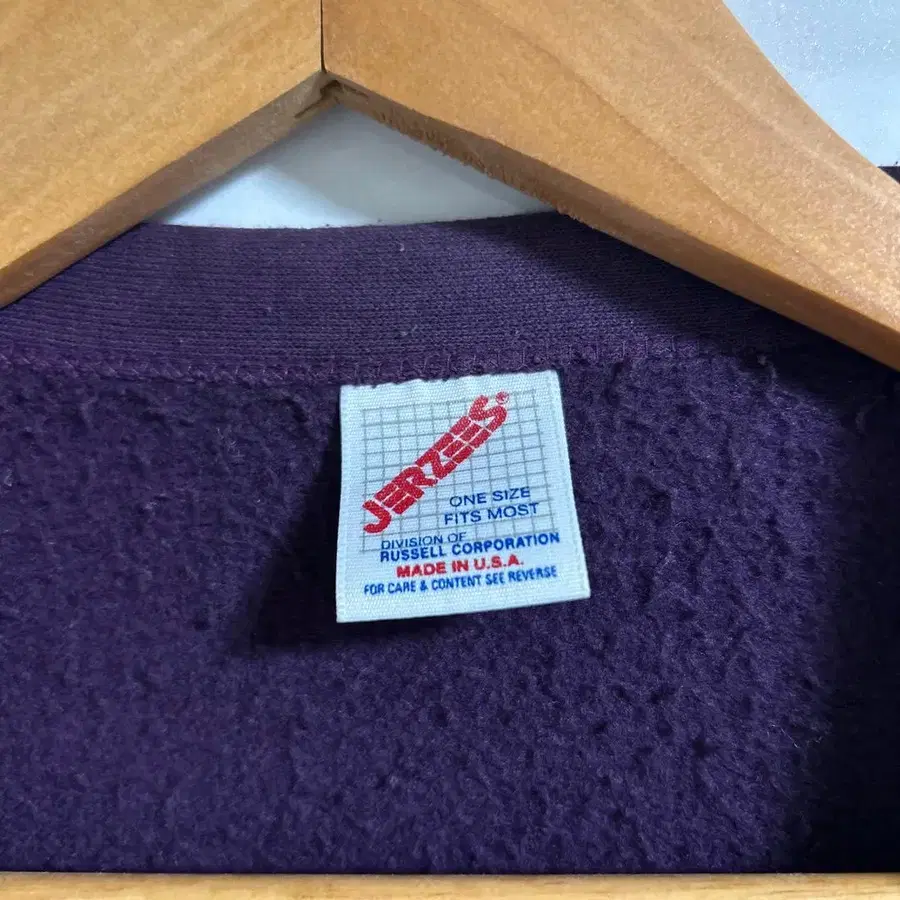 JERZEES®
ONE SIZE
FITS MOST
DIVISION OF
RUSSELL CORPORATION
MADE IN U.S.A.
FOR CARE & CONTENT SEE REVERSE